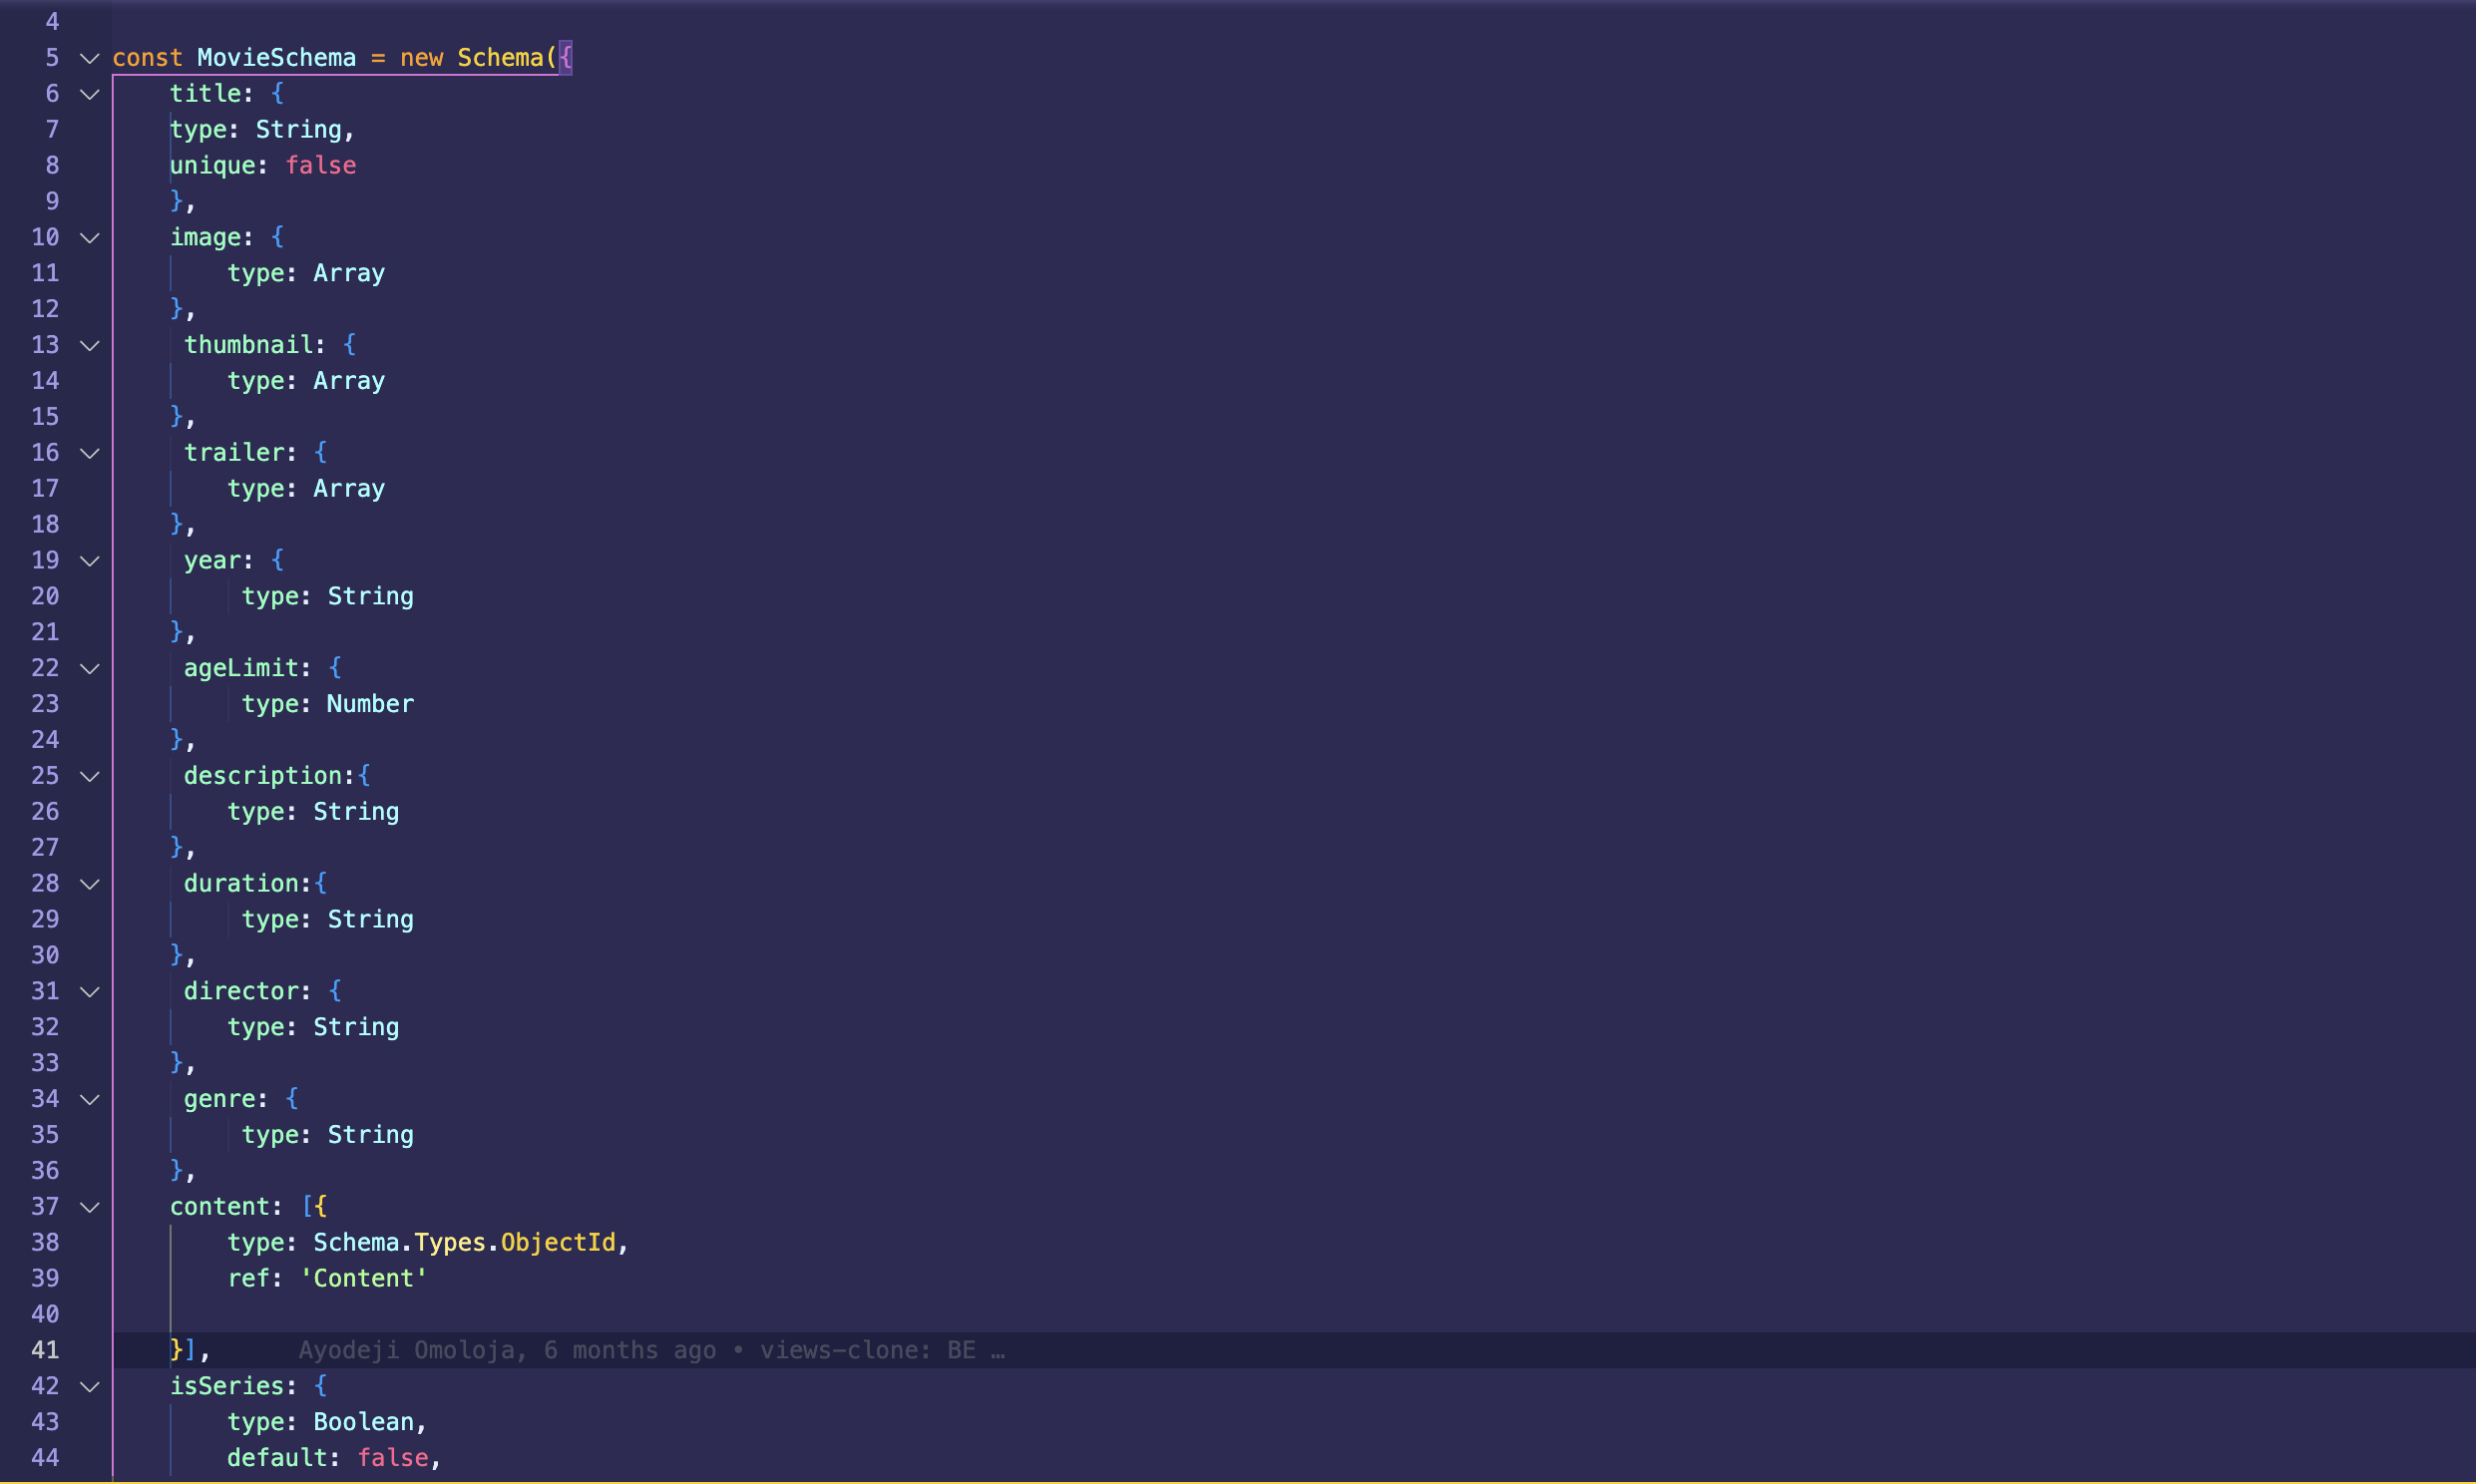 4
5 const MovieSchema = new Schema({
6 title: {
7 type: String,
8 unique: false
9 },
10 image: {
11 type: Array
12 },
13 thumbnail: {
14 type: Array
15 },
16 trailer: {
17 type: Array
18 },
19 year: {
20 type: String
21 },
22 ageLimit: {
23 type: Number
24 },
25 description:{
26 type: String
27 },
28 duration:{
29 type: String
30 },
31 director: {
32 type: String
33 },
34 genre: {
35 type: String
36 },
37 content: [{
38 type: Schema.Types.ObjectId,
39 ref: 'Content'
40
41 }], Ayodeji Omoloja, 6 months ago • views-clone: BE …
42 isSeries: {
43 type: Boolean,
44 default: false,